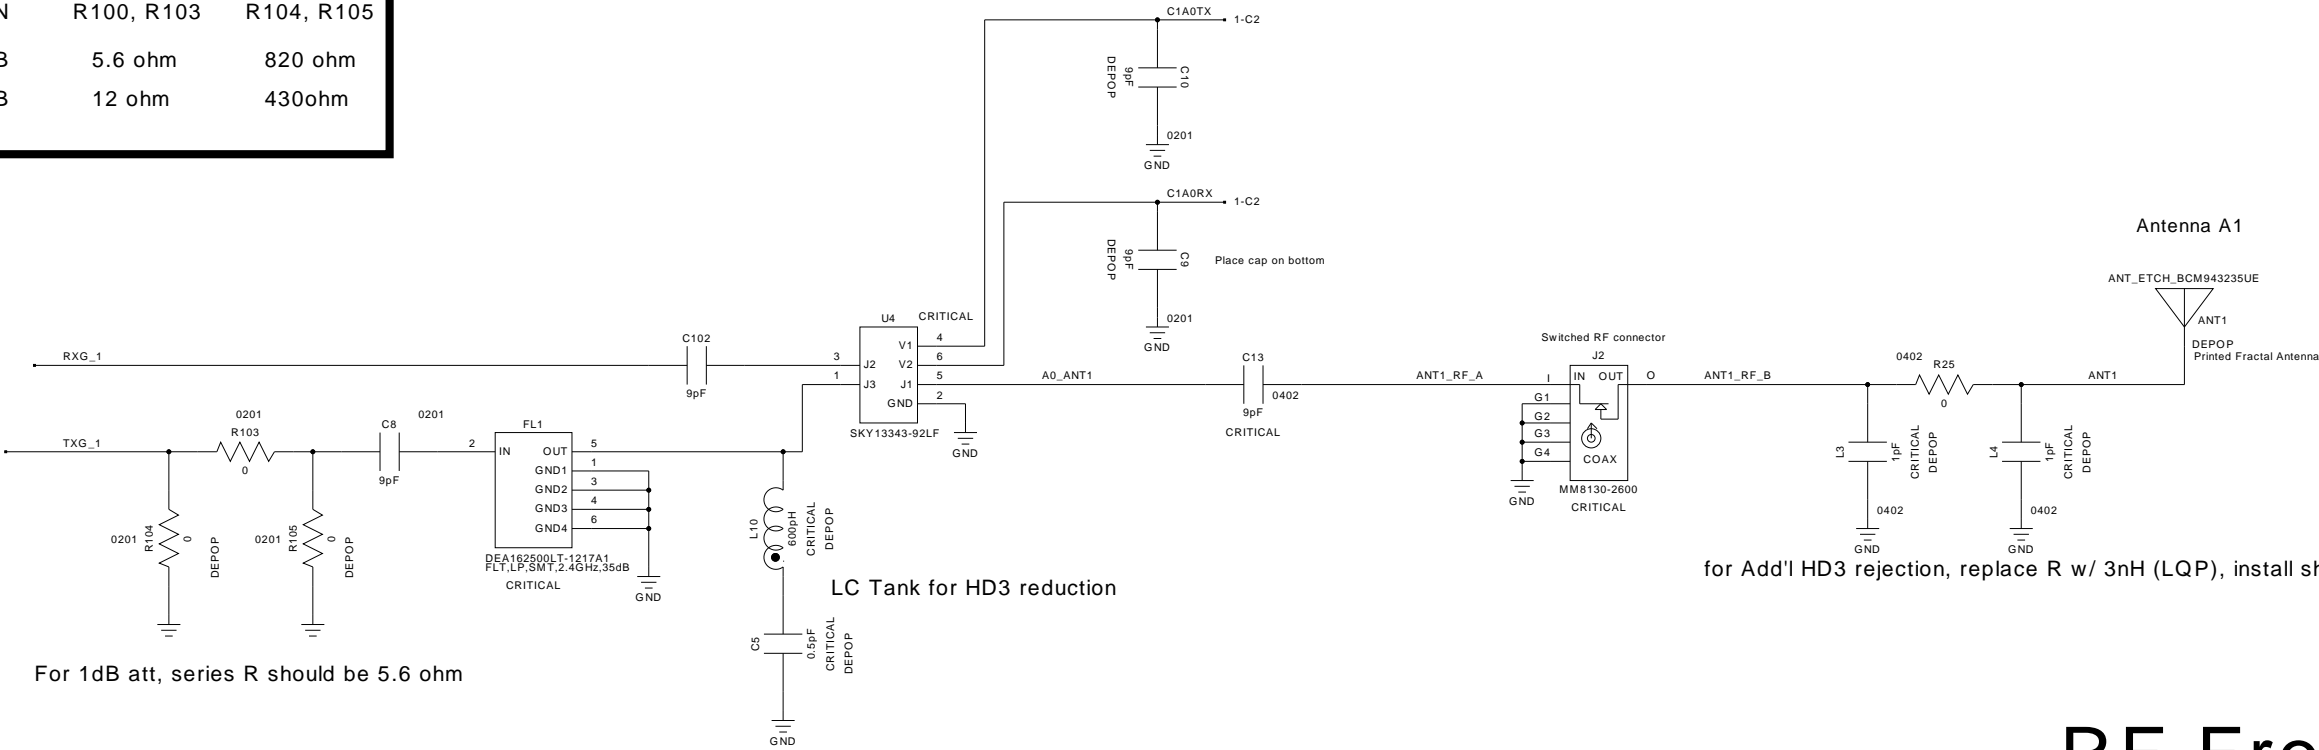 N R100, R103 R104, R105
B 5.6 ohm 820 ohm
B 12 ohm 430ohm
C1A0TX
1-C2
C10
9pF
DEPOP
0201
GND
C1A0RX
1-C2
C9
9pF
DEPOP
Place cap on bottom
0201
GND
Antenna A1
ANT_ETCH_BCM943235UE
ANT1
DEPOP
Printed Fractal Antenna
RXG_1
C102
9pF
U4
CRITICAL
3
1
J2
J3
V1
V2
J1
GND
4
6
5
2
SKY13343-92LF
GND
A0_ANT1
C13
9pF
0402
CRITICAL
ANT1_RF_A
Switched RF connector
J2
I
IN OUT
O
G1
G2
G3
G4
COAX
MM8130-2600
CRITICAL
GND
ANT1_RF_B
0402
R25
0
ANT1
L3
1pF
CRITICAL
DEPOP
0402
GND
L4
1pF
CRITICAL
DEPOP
0402
GND
for Add'l HD3 rejection, replace R w/ 3nH (LQP), install sh
TXG_1
0201
R103
0
C8
0201
9pF
0201
R104
0
DEPOP
0201
R105
0
DEPOP
For 1dB att, series R should be 5.6 ohm
FL1
2
IN
OUT
GND1
GND2
GND3
GND4
5
1
3
4
6
DEA162500LT-1217A1
FLT,LP,SMT,2.4GHz,35dB
CRITICAL
GND
L10
600pH
CRITICAL
DEPOP
LC Tank for HD3 reduction
C5
0.5pF
CRITICAL
DEPOP
GND
RF Fro